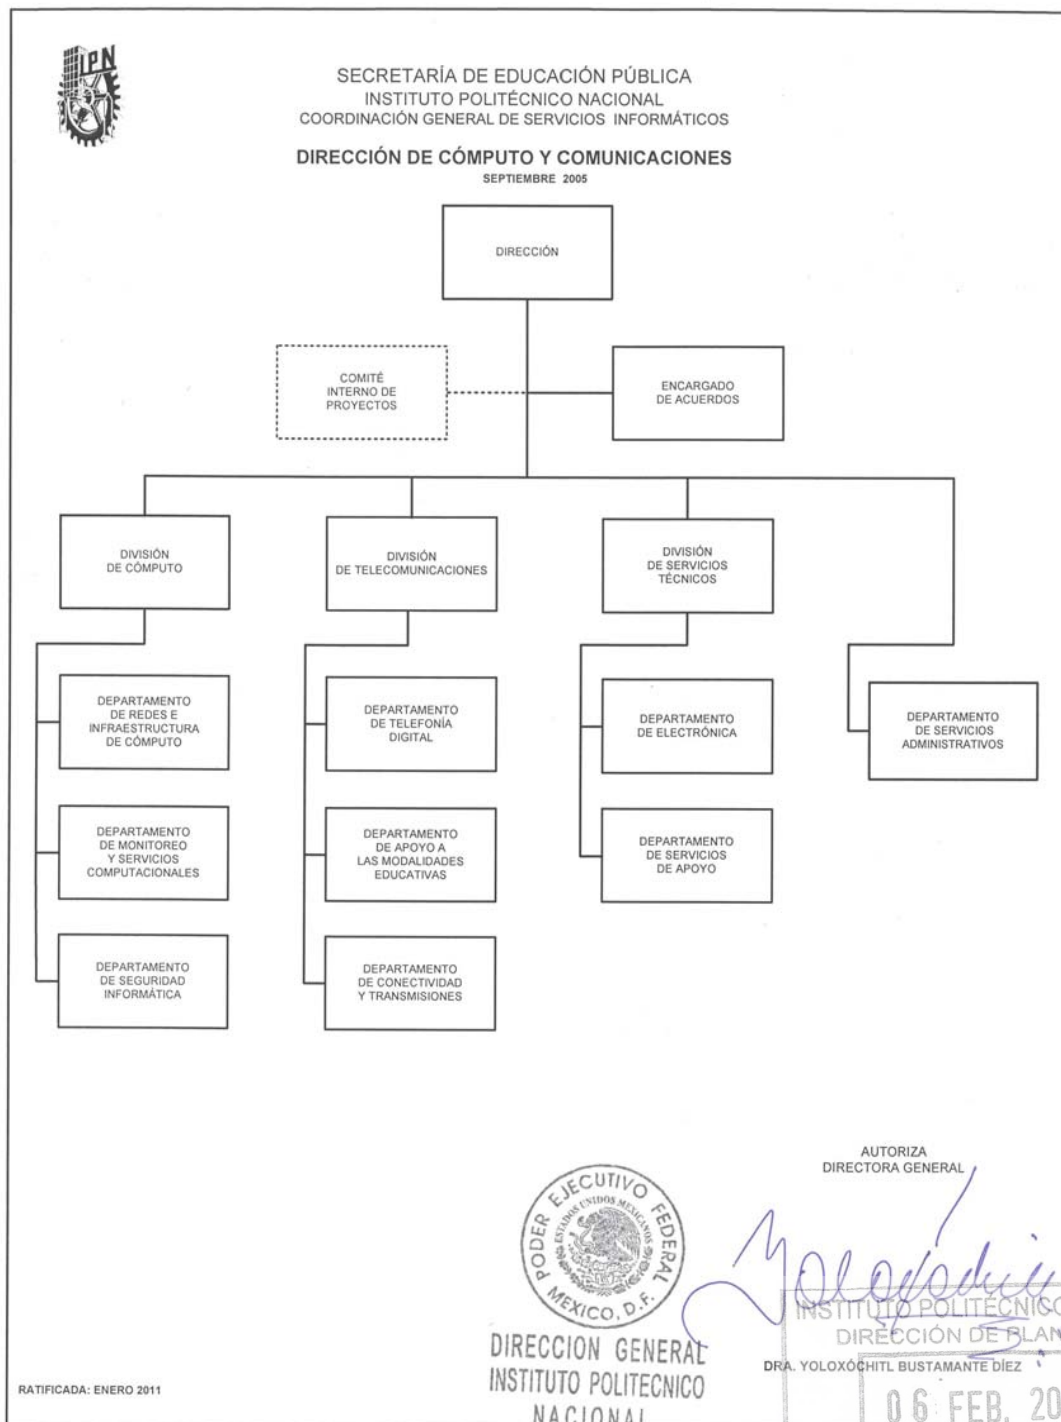 IPN
SECRETARÍA DE EDUCACIÓN PÚBLICA
INSTITUTO POLITÉCNICO NACIONAL
COORDINACIÓN GENERAL DE SERVICIOS INFORMÁTICOS
DIRECCIÓN DE CÓMPUTO Y COMUNICACIONES
SEPTIEMBRE 2005
DIRECCIÓN
COMITÉ
INTERNO DE
PROYECTOS
ENCARGADO
DE ACUERDOS
DIVISIÓN
DE CÓMPUTO
DIVISIÓN
DE TELECOMUNICACIONES
DIVISIÓN
DE SERVICIOS
TÉCNICOS
DEPARTAMENTO
DE REDES E
INFRAESTRUCTURA
DE CÓMPUTO
DEPARTAMENTO
DE TELEFONÍA
DIGITAL
DEPARTAMENTO
DE ELECTRÓNICA
DEPARTAMENTO
DE SERVICIOS
ADMINISTRATIVOS
DEPARTAMENTO
DE MONITOREO
Y SERVICIOS
COMPUTACIONALES
DEPARTAMENTO
DE APOYO A
LAS MODALIDADES
EDUCATIVAS
DEPARTAMENTO
DE SERVICIOS
DE APOYO
DEPARTAMENTO
DE SEGURIDAD
INFORMÁTICA
DEPARTAMENTO
DE CONECTIVIDAD
Y TRANSMISIONES
AUTORIZA
DIRECTORA GENERAL
PODER EJECUTIVO FEDERAL
ESTADOS UNIDOS MEXICANOS
MEXICO, D.F.
DIRECCION GENERAL
INSTITUTO POLITECNICO
NACIONAL
INSTITUTO POLITÉCNICO
DIRECCIÓN DE PLAN
DRA. YOLOXÓCHITL BUSTAMANTE DÍEZ
06 FEB. 20
RATIFICADA: ENERO 2011